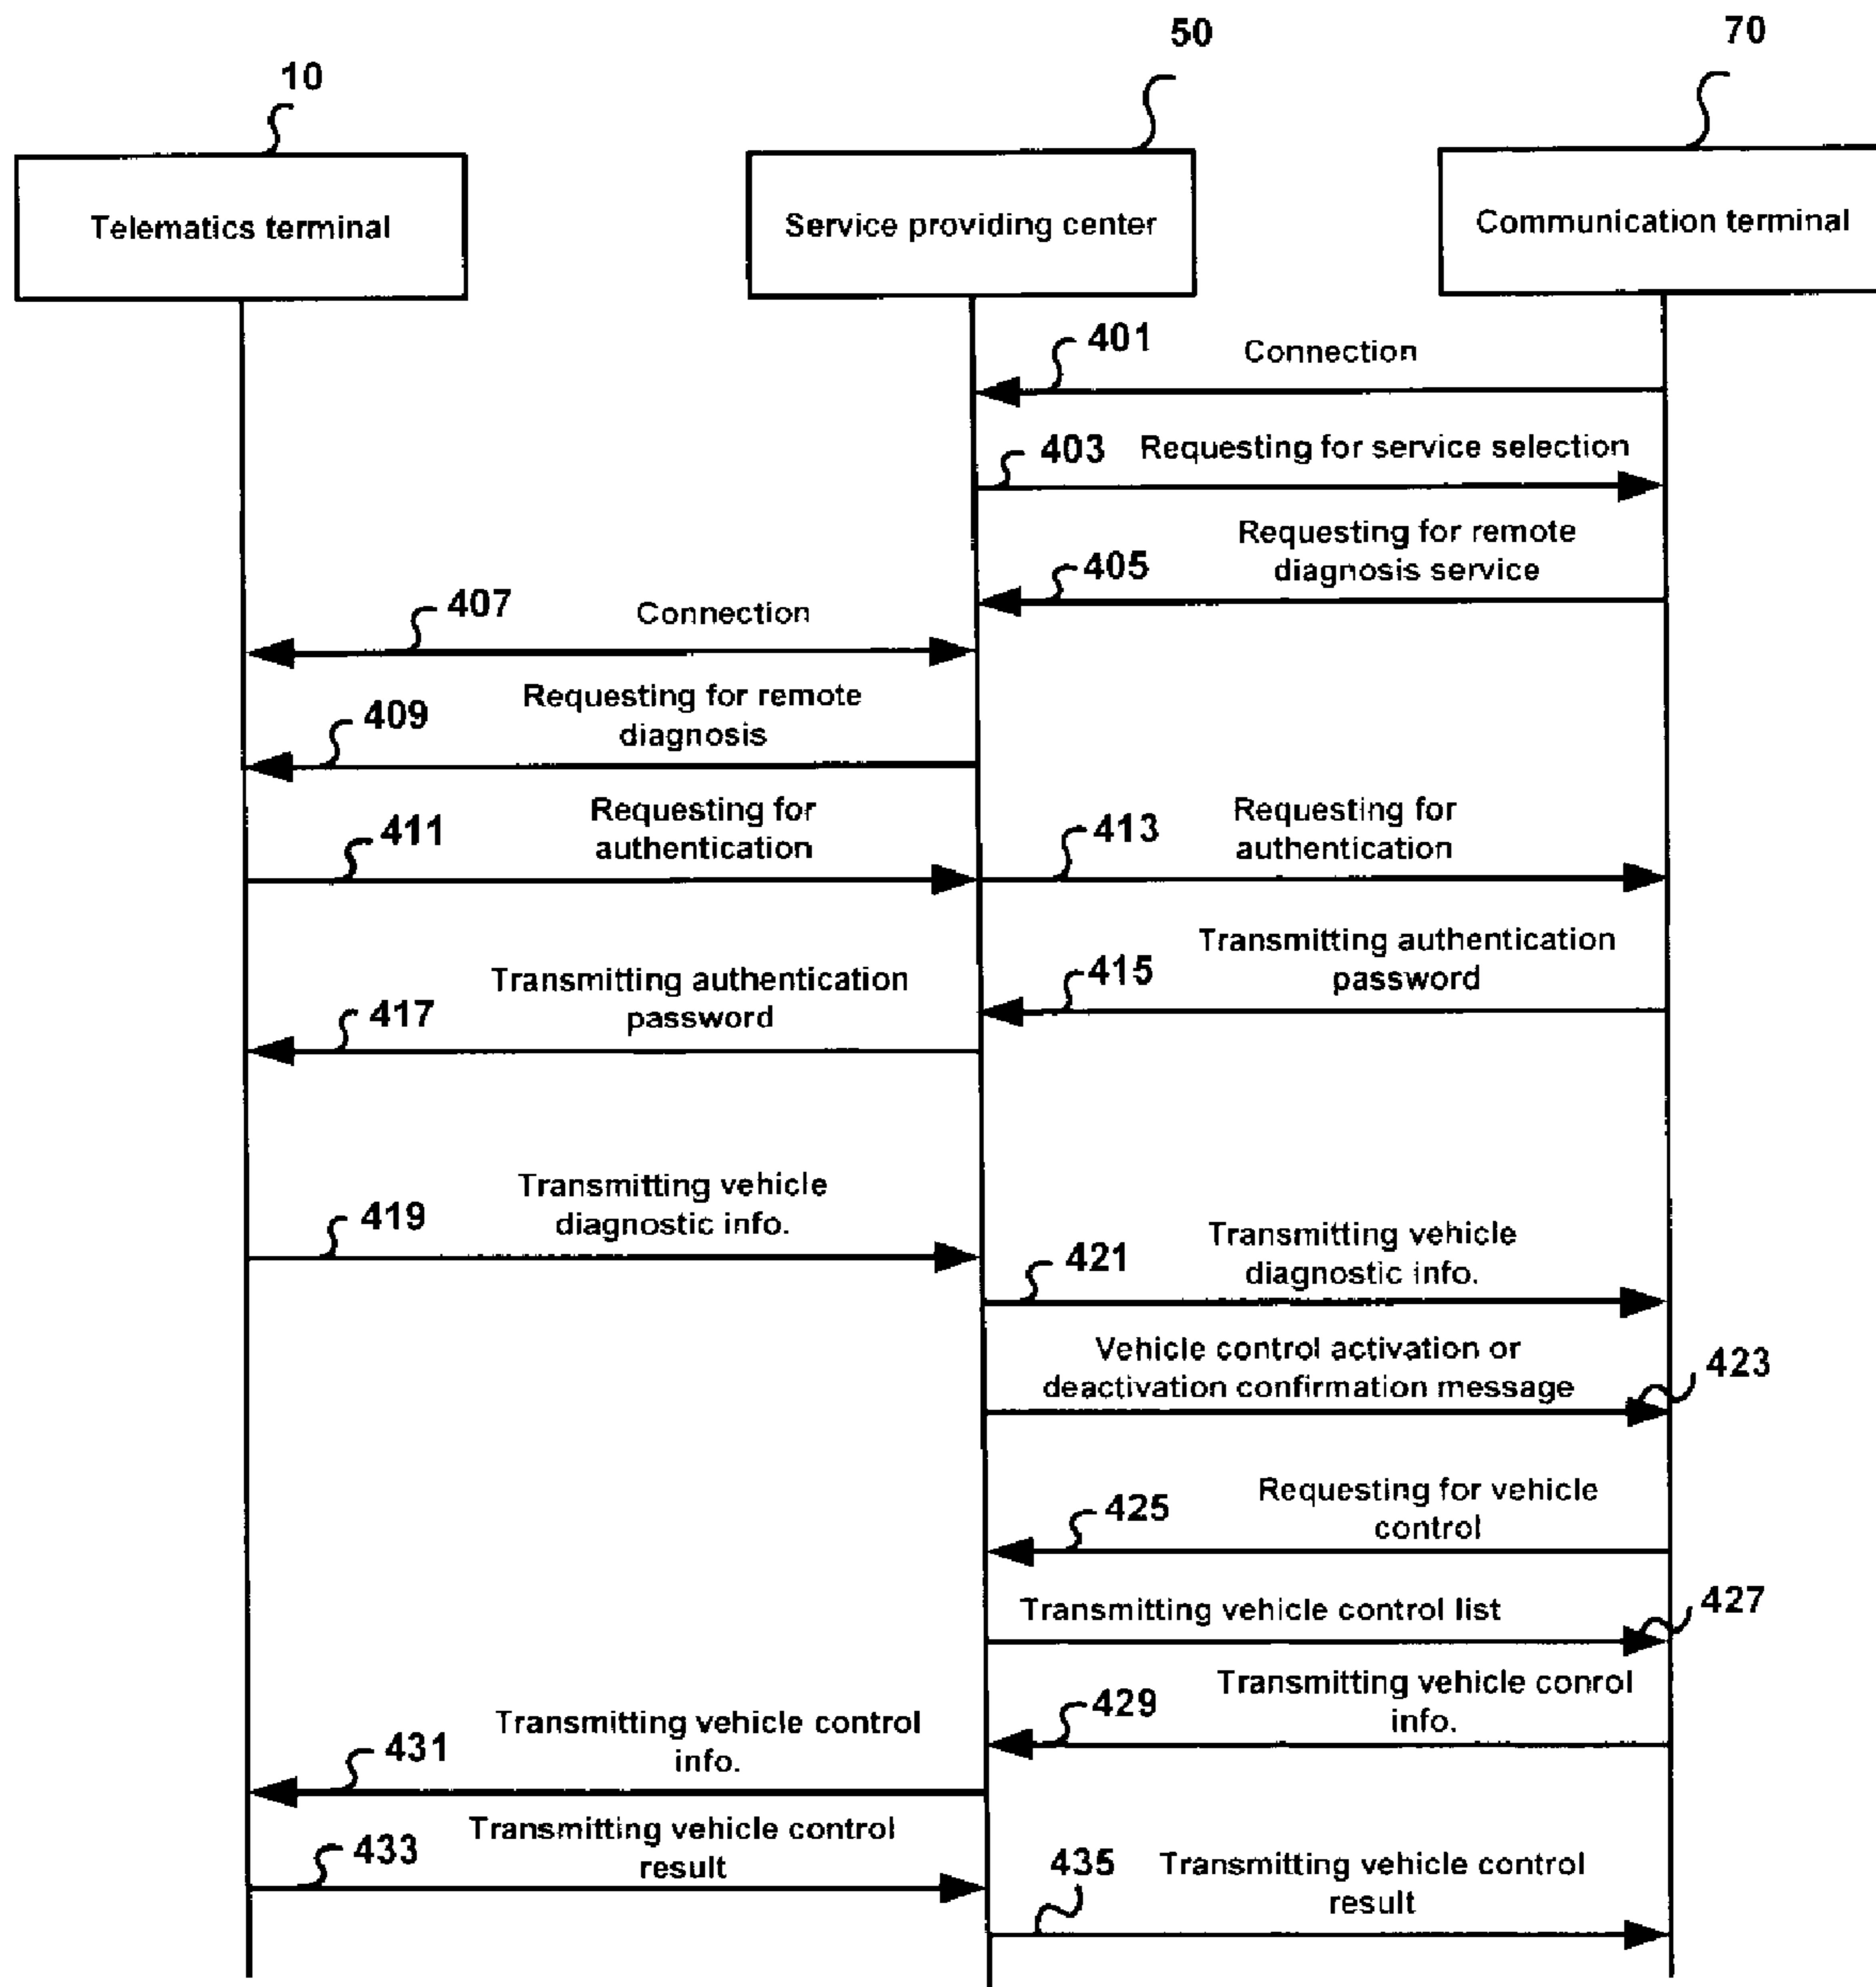 50
70
10
Telematics terminal
Service providing center
Communication terminal
401
Connection
403
Requesting for service selection
405
Requesting for remote
diagnosis service
407
Connection
409
Requesting for remote
diagnosis
411
Requesting for
authentication
413
Requesting for
authentication
415
Transmitting authentication
password
417
Transmitting authentication
password
419
Transmitting vehicle
diagnostic info.
421
Transmitting vehicle
diagnostic info.
Vehicle control activation or
deactivation confirmation message
423
425
Requesting for vehicle
control
Transmitting vehicle control list
427
429
Transmitting vehicle conrol
info.
431
Transmitting vehicle control
info.
433
Transmitting vehicle control
result
435
Transmitting vehicle control
result